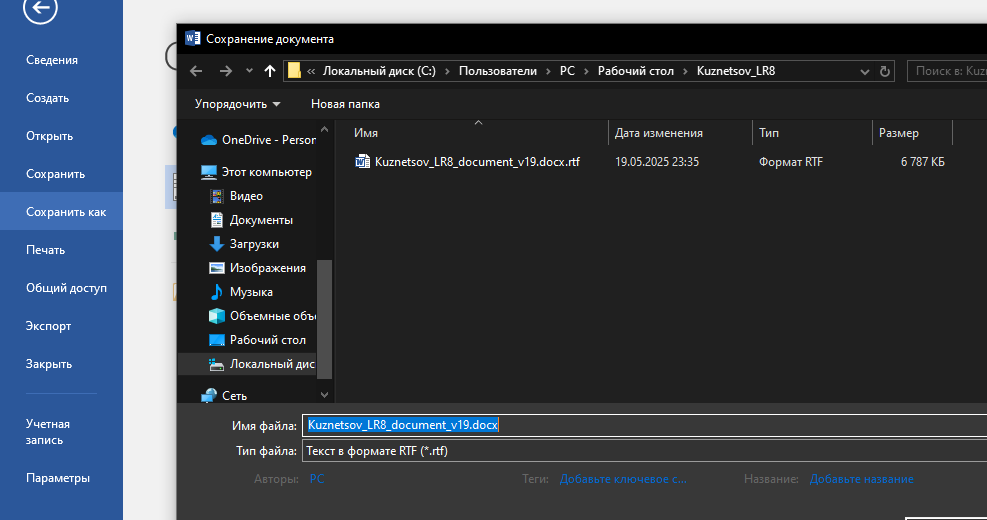 Сохранение документа
Сведения
Создать
Открыть
Сохранить
Сохранить как
Печать
Общий доступ
Экспорт
Закрыть
Учетная
запись
Параметры
« Локальный диск (C:) › Пользователи › PC › Рабочий стол › Kuznetsov_LR8
Поиск в: Kuz
Упорядочить
Новая папка
OneDrive - Person
Этот компьютер
Видео
Документы
Загрузки
Изображения
Музыка
Объемные объ
Рабочий стол
Локальный дис
Сеть
Имя Дата изменения Тип Размер
Kuznetsov_LR8_document_v19.docx.rtf 19.05.2025 23:35 Формат RTF 6 787 КБ
Имя файла: Kuznetsov_LR8_document_v19.docx
Тип файла: Текст в формате RTF (*.rtf)
Авторы: PC Теги: Добавьте ключевое с... Название: Добавьте название